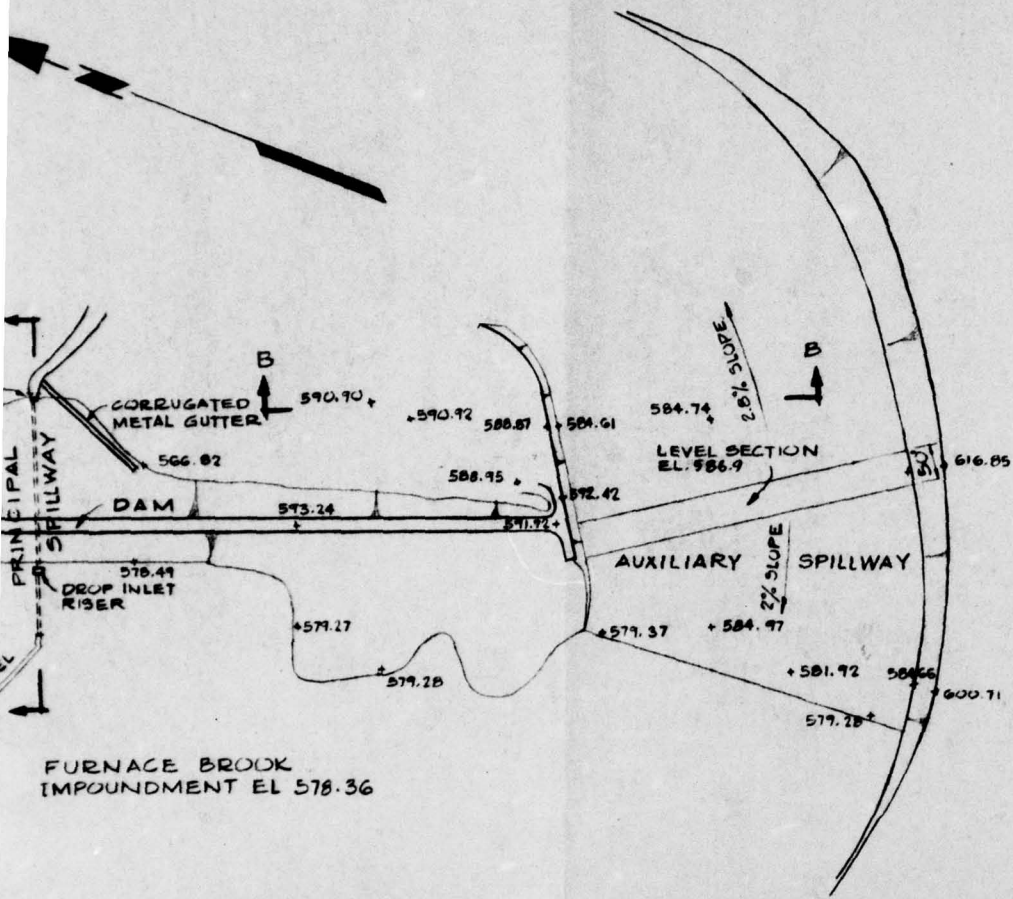 B
B
590.90
590.92
588.87
584.61
584.74
2.8% SLOPE
CORRUGATED
METAL GUTTER
566.82
588.95
592.42
LEVEL SECTION
EL. 586.9
50'
616.85
PRINCIPAL
SPILLWAY
DAM
593.24
591.92
AUXILIARY SPILLWAY
2% SLOPE
578.49
DROP INLET
RISER
579.27
579.37
584.97
579.28
581.92
600.71
579.28
FURNACE BROOK
IMPOUNDMENT EL 578.36